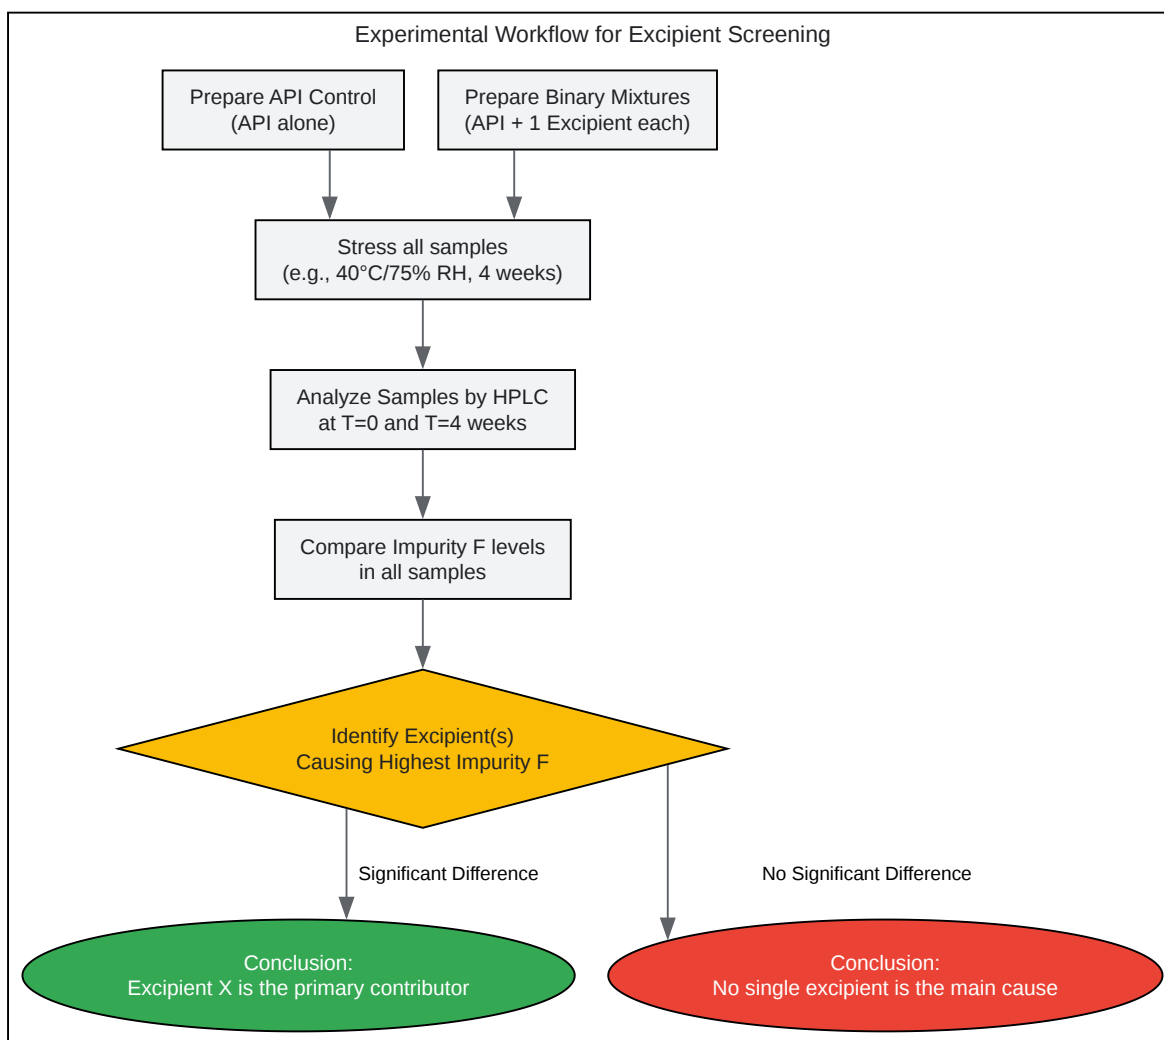 Experimental Workflow for Excipient Screening
Prepare API Control
(API alone)
Prepare Binary Mixtures
(API + 1 Excipient each)
Stress all samples
(e.g., 40°C/75% RH, 4 weeks)
Analyze Samples by HPLC
at T=0 and T=4 weeks
Compare Impurity F levels
in all samples
Identify Excipient(s)
Causing Highest Impurity F
Significant Difference
No Significant Difference
Conclusion:
Excipient X is the primary contributor
Conclusion:
No single excipient is the main cause